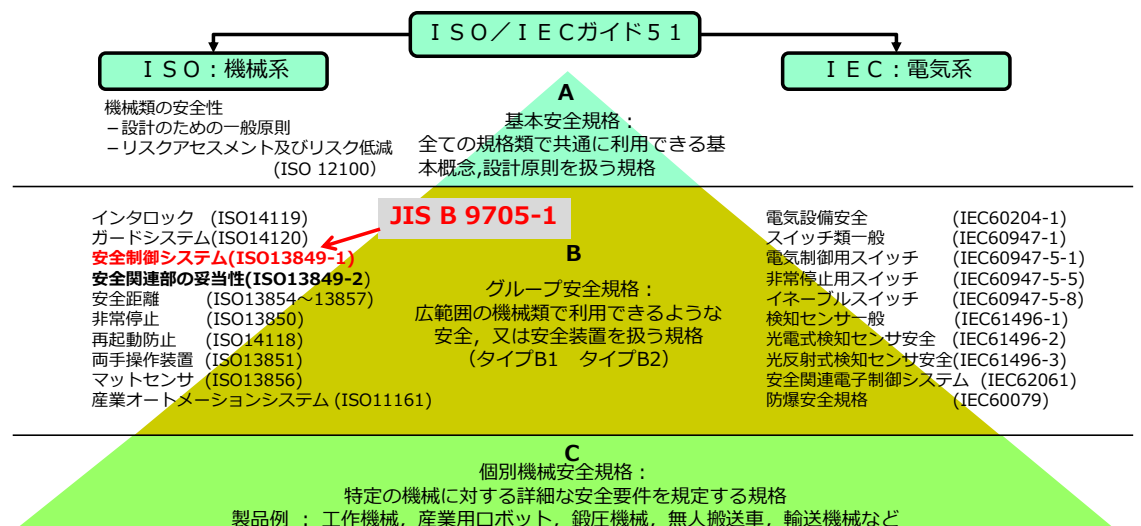 ＩＳＯ／ＩＥＣガイド５１
ＩＳＯ：機械系
ＩＥＣ：電気系
機械類の安全性
－設計のための一般原則
－リスクアセスメント及びリスク低減
(ISO 12100)
A
基本安全規格：
全ての規格類で共通に利用できる基
本概念,設計原則を扱う規格
JIS B 9705-1
インタロック (ISO14119)
ガードシステム(ISO14120)
安全制御システム(ISO13849-1)
安全関連部の妥当性(ISO13849-2)
安全距離 (ISO13854～13857)
非常停止 (ISO13850)
再起動防止 (ISO14118)
両手操作装置 (ISO13851)
マットセンサ (ISO13856)
産業オートメーションシステム (ISO11161)
B
グループ安全規格：
広範囲の機械類で利用できるような
安全，又は安全装置を扱う規格
（タイプB1　タイプB2）
電気設備安全 (IEC60204-1)
スイッチ類一般 (IEC60947-1)
電気制御用スイッチ (IEC60947-5-1)
非常停止用スイッチ (IEC60947-5-5)
イネーブルスイッチ (IEC60947-5-8)
検知センサ一般 (IEC61496-1)
光電式検知センサ安全 (IEC61496-2)
光反射式検知センサ安全(IEC61496-3)
安全関連電子制御システム (IEC62061)
防爆安全規格 (IEC60079)
C
個別機械安全規格：
特定の機械に対する詳細な安全要件を規定する規格
製品例 ： 工作機械，産業用ロボット，鍛圧機械，無人搬送車，輸送機械など